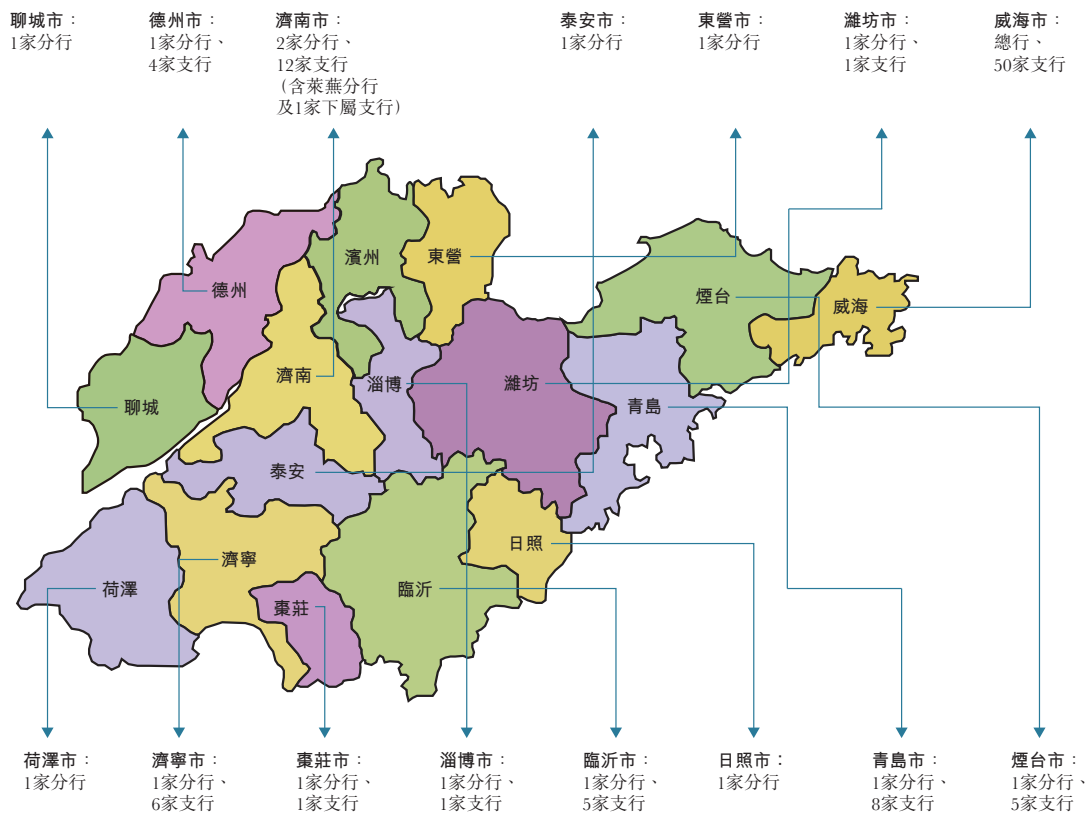 聊城市：
1家分行
德州市：
1家分行、
4家支行
濟南市：
2家分行、
12家支行
(含萊蕪分行
及1家下屬支行)
泰安市：
1家分行
東營市：
1家分行
濰坊市：
1家分行、
1家支行
威海市：
總行、
50家支行
濱州
東營
德州
煙台
威海
濟南
淄博
濰坊
聊城
青島
泰安
日照
濟寧
荷澤
臨沂
棗莊
荷澤市：
1家分行
濟寧市：
1家分行、
6家支行
棗莊市：
1家分行、
1家支行
淄博市：
1家分行、
1家支行
臨沂市：
1家分行、
5家支行
日照市：
1家分行
青島市：
1家分行、
8家支行
煙台市：
1家分行、
5家支行